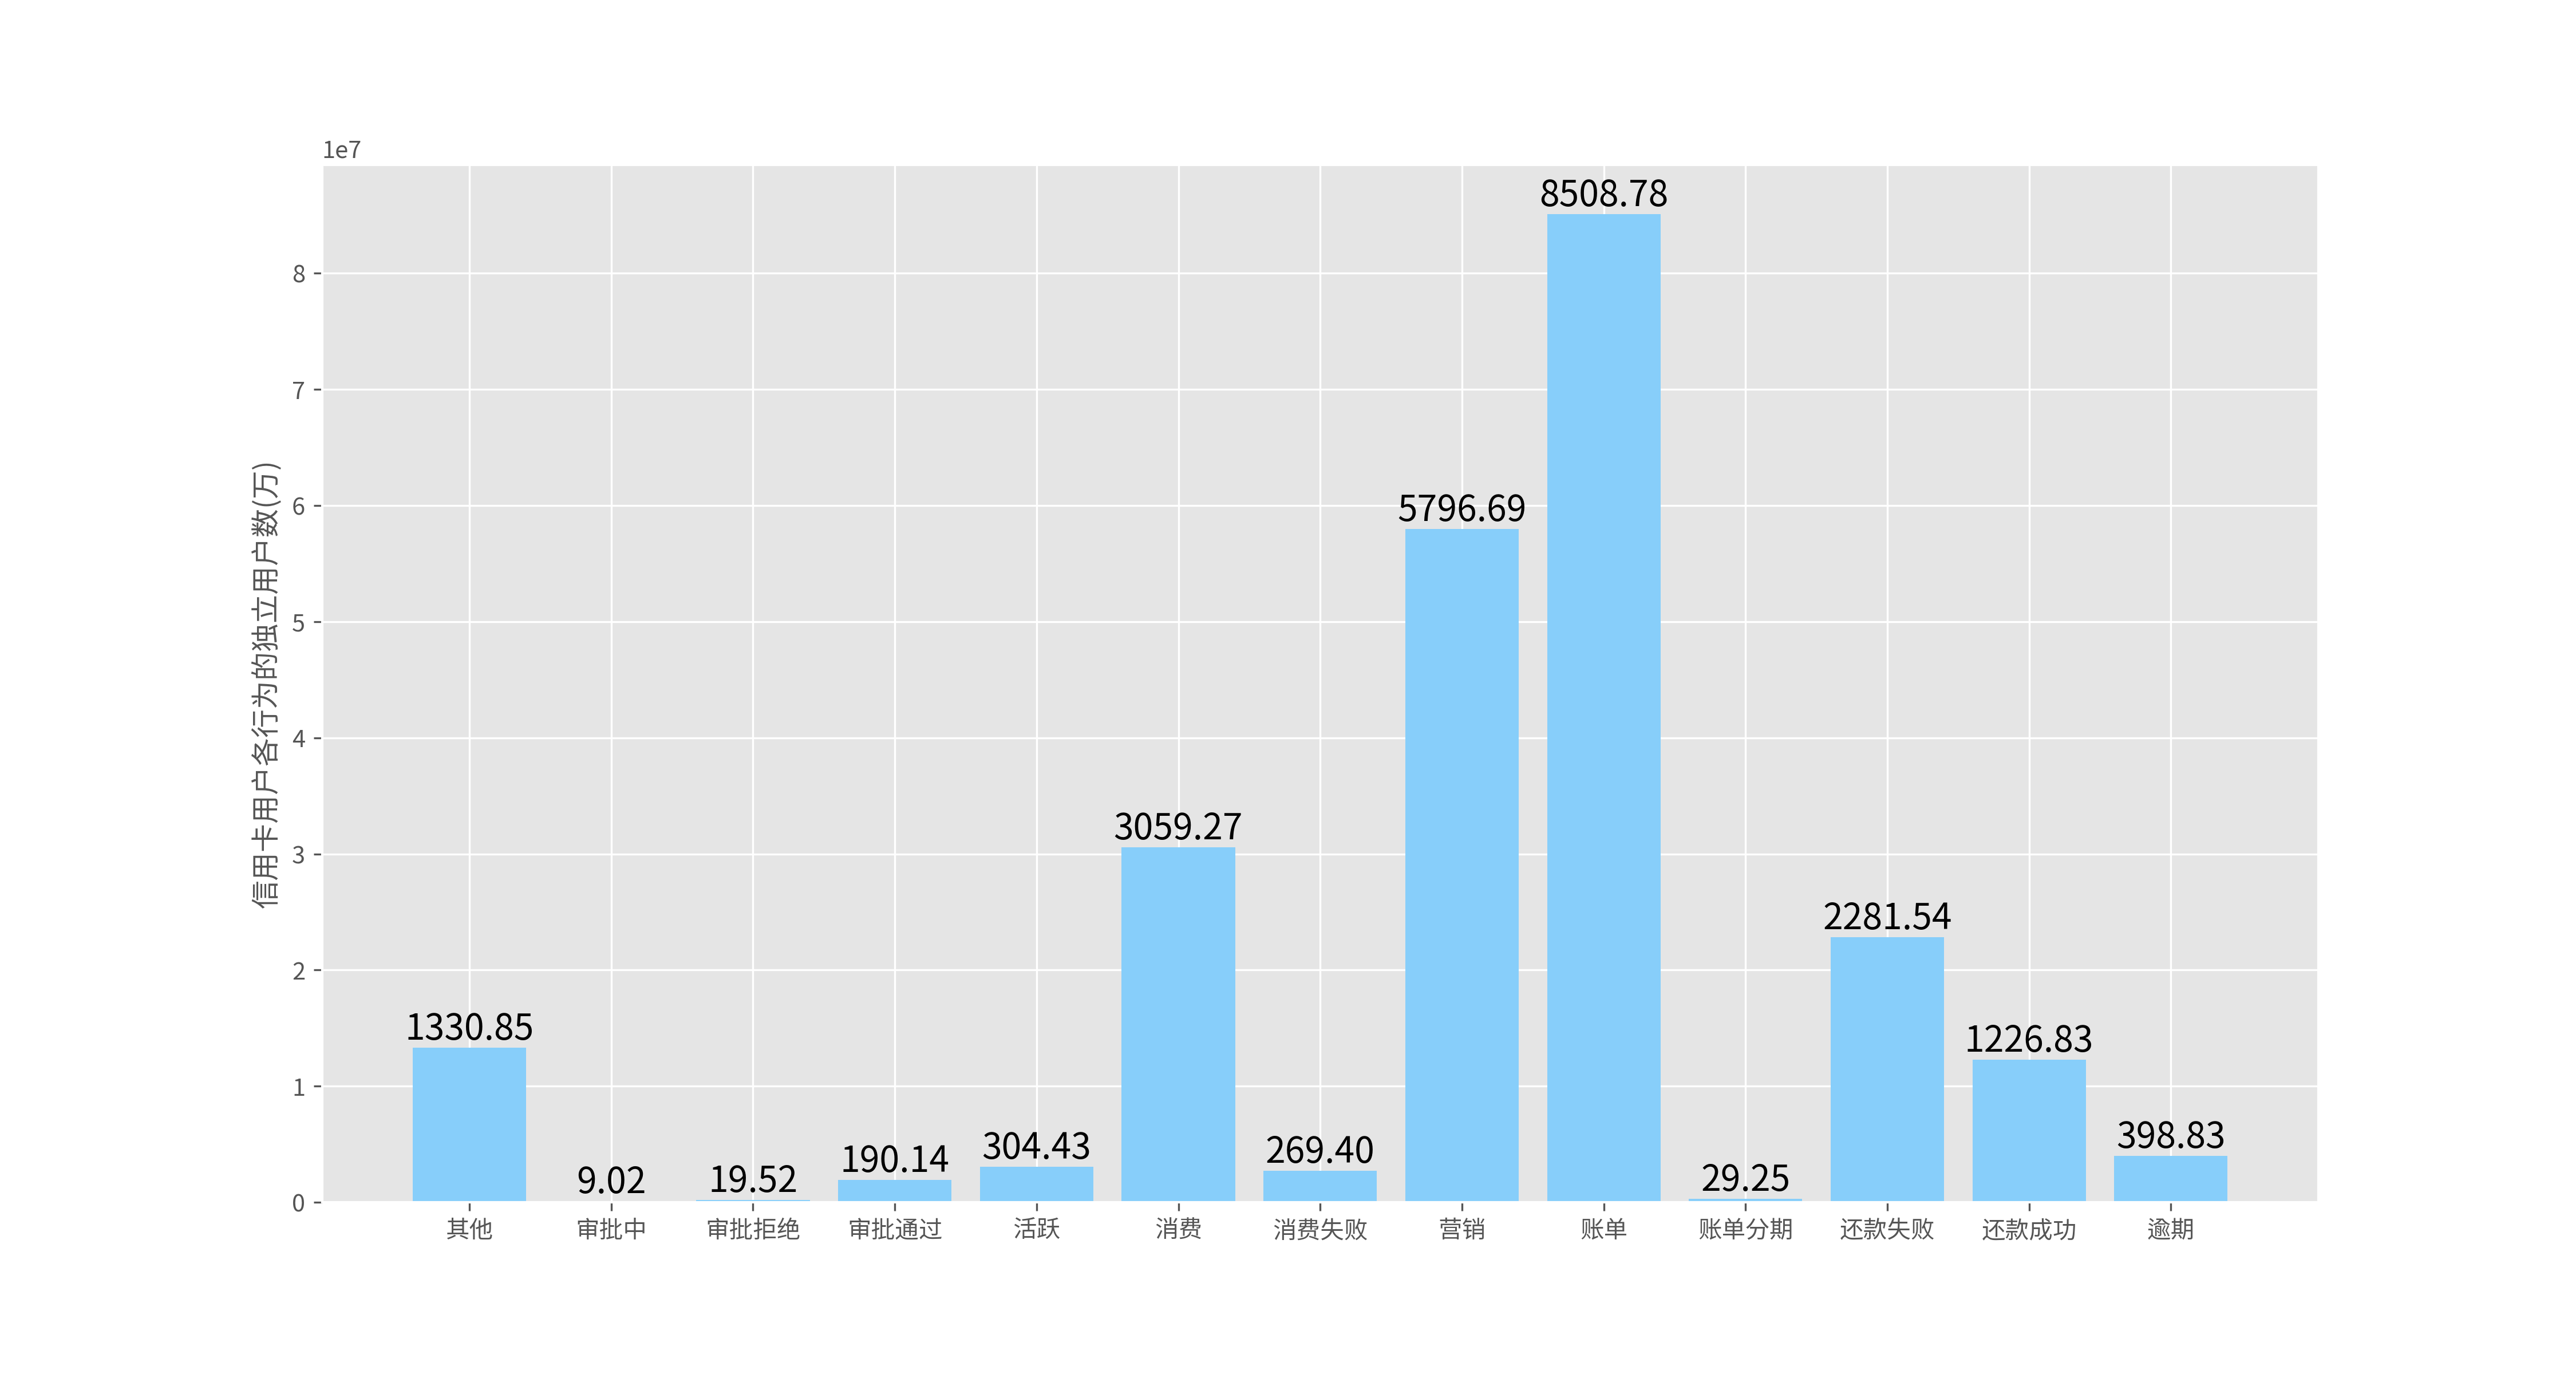 1e7
信用卡用户各行为的独立用户数(万)
8
7
6
5
4
3
2
1
0
1330.85
9.02
19.52
190.14
304.43
3059.27
269.40
5796.69
8508.78
29.25
2281.54
1226.83
398.83
其他
审批中
审批拒绝
审批通过
活跃
消费
消费失败
营销
账单
账单分期
还款失败
还款成功
逾期